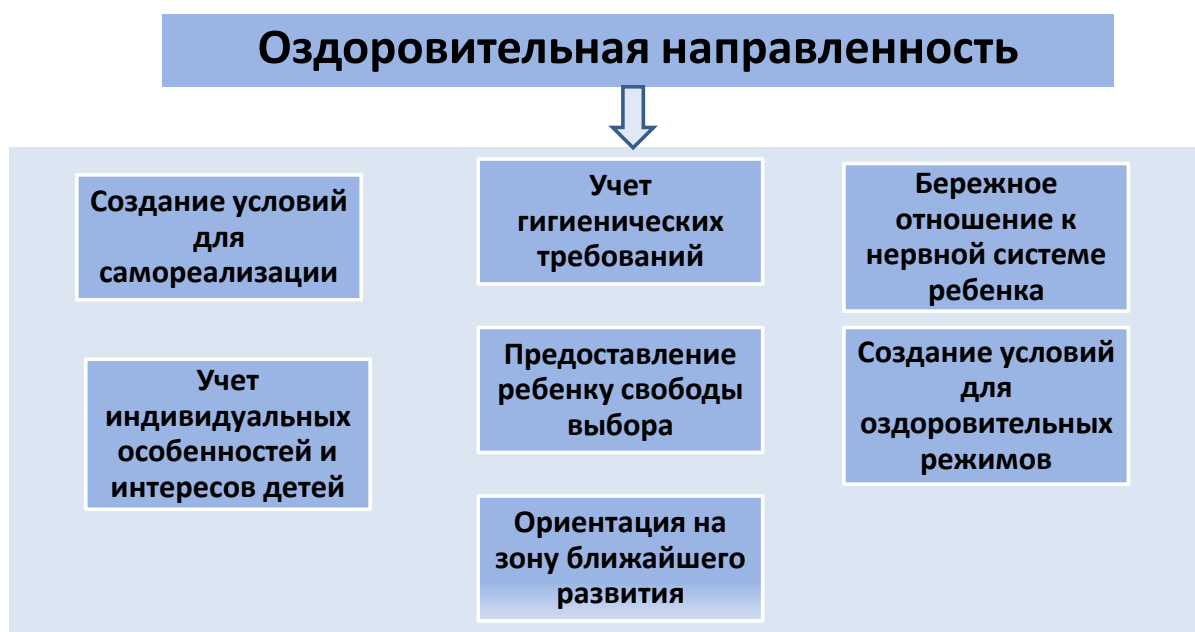 Оздоровительная направленность
Создание условий
для
самореализации
Учет
гигиенических
требований
Бережное
отношение к
нервной системе
ребенка
Учет
индивидуальных
особенностей и
интересов детей
Предоставление
ребенку свободы
выбора
Создание условий
для
оздоровительных
режимов
Ориентация на
зону ближайшего
развития